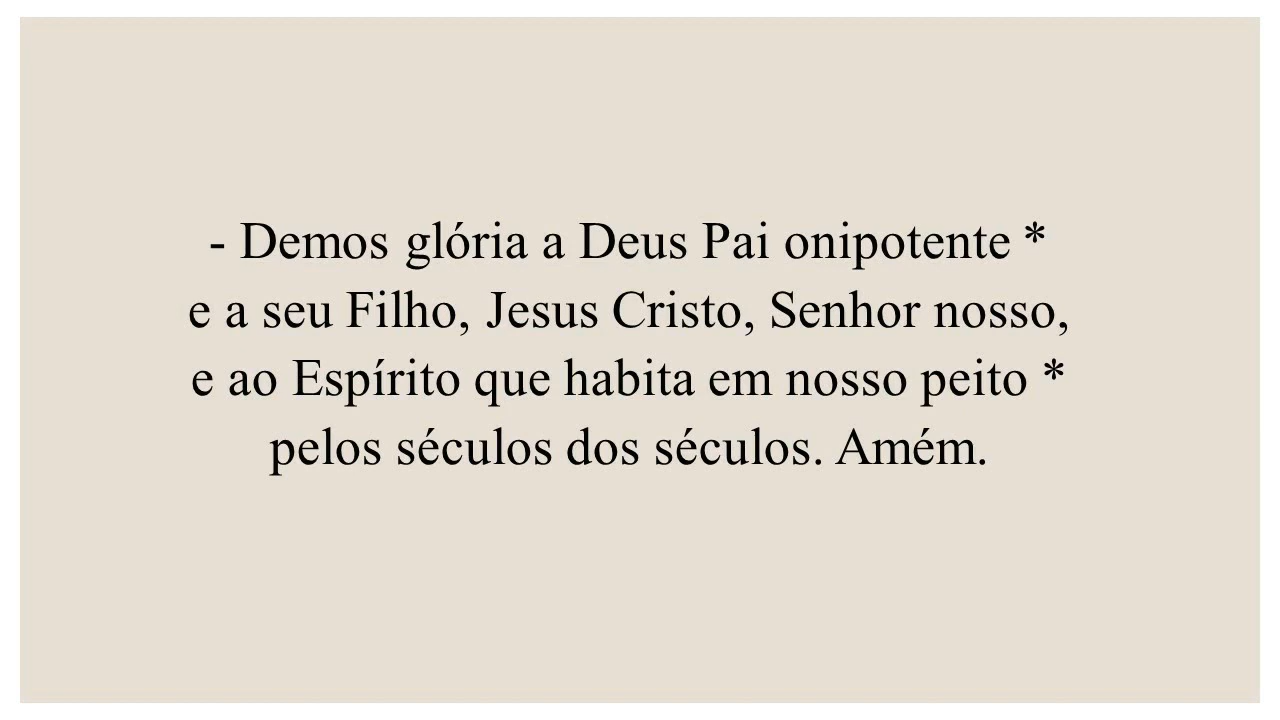 - Demos glória a Deus Pai onipotente *
e a seu Filho, Jesus Cristo, Senhor nosso,
e ao Espírito que habita em nosso peito *
pelos séculos dos séculos. Amém.